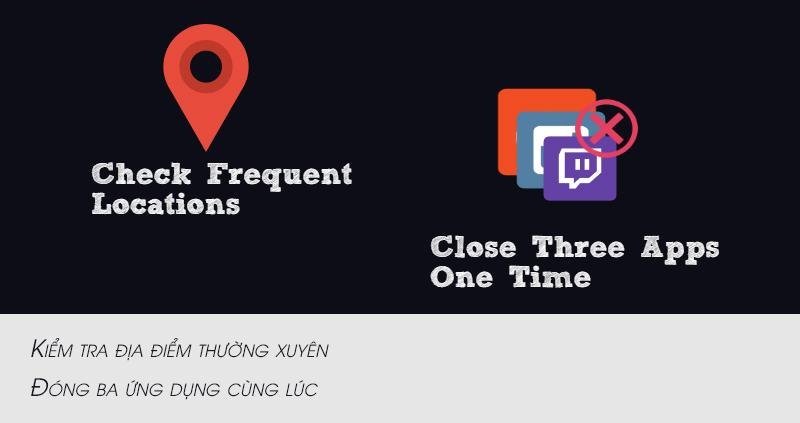 Check Frequent
Locations
Close Three Apps
One Time
Kiểm tra địa điểm thường xuyên
Đóng ba ứng dụng cùng lúc